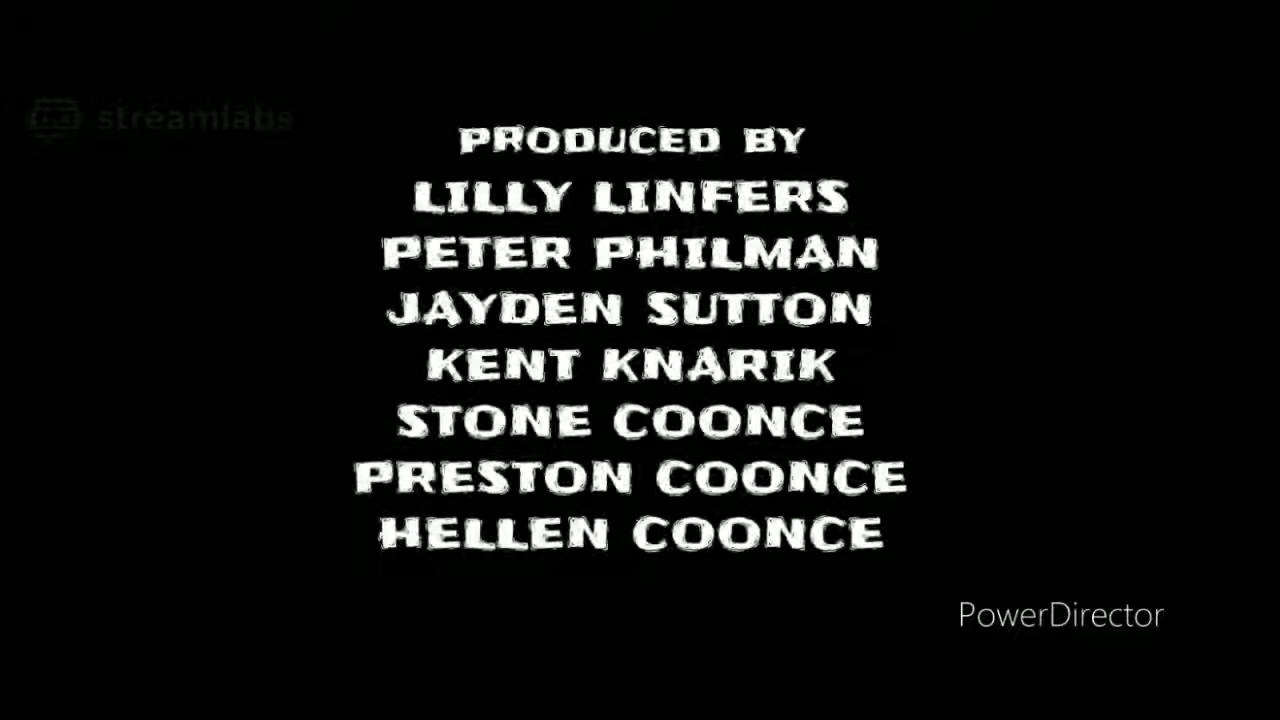 streamlabs
PRODUCED BY
LILLY LINFERS
PETER PHILMAN
JAYDEN SUTTON
KENT KNARIK
STONE COONCE
PRESTON COONCE
HELLEN COONCE
PowerDirector